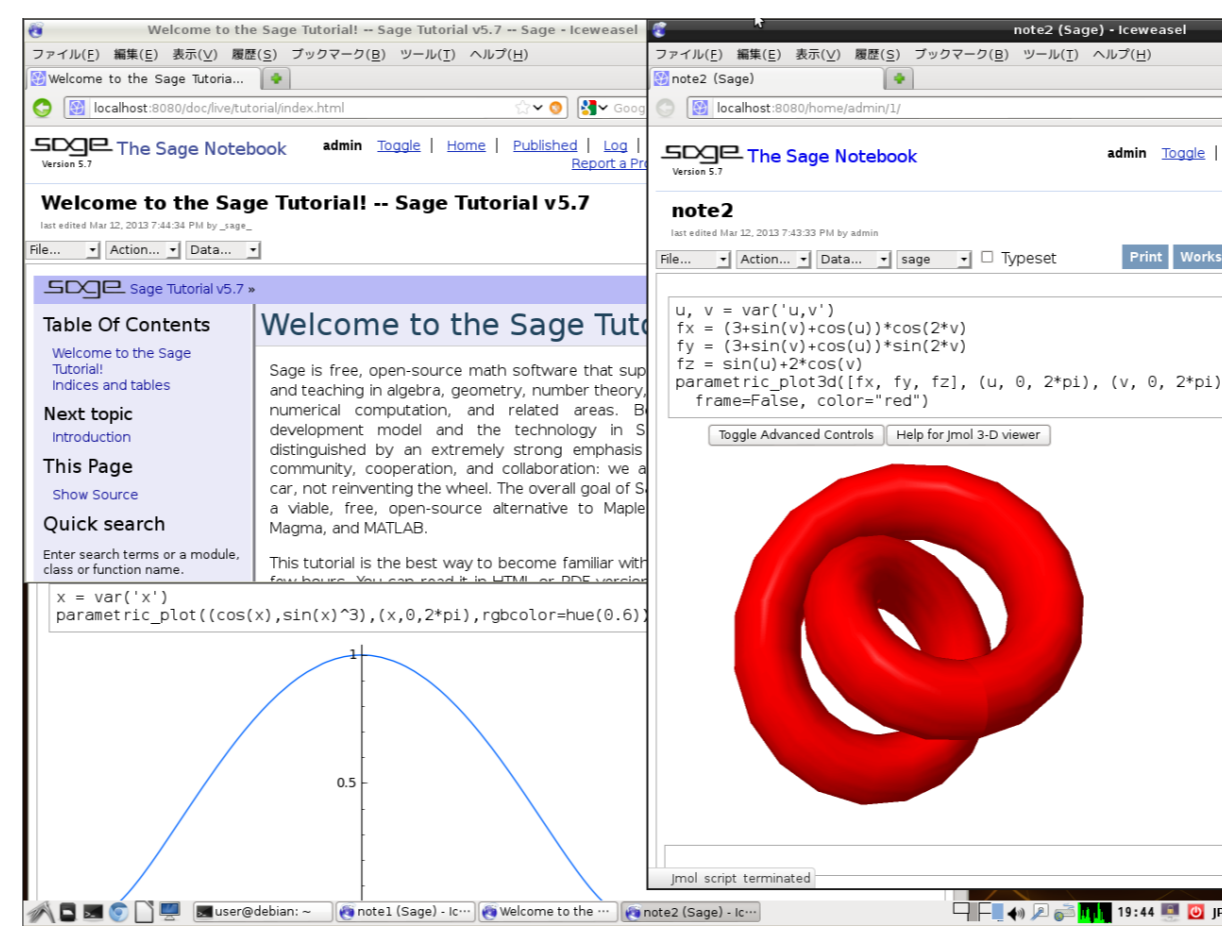 Welcome to the Sage Tutorial! -- Sage Tutorial v5.7 -- Sage - Iceweasel
ファイル(F) 編集(E) 表示(V) 履歴(S) ブックマーク(B) ツール(T) ヘルプ(H)
Welcome to the Sage Tutoria...
localhost:8080/doc/live/tutorial/index.html
Goog
sage The Sage Notebook
Version 5.7
admin Toggle | Home | Published | Log |
Report a Pro
Welcome to the Sage Tutorial! -- Sage Tutorial v5.7
last edited Mar 12, 2013 7:44:34 PM by _sage_
File... Action... Data...
sage Sage Tutorial v5.7 »
Table Of Contents
Welcome to the Sage
Tutorial!
Indices and tables
Next topic
Introduction
This Page
Show Source
Quick search
Enter search terms or a module,
class or function name.
Welcome to the Sage Tuto
Sage is free, open-source math software that sup
and teaching in algebra, geometry, number theory,
numerical computation, and related areas. B
development model and the technology in S
distinguished by an extremely strong emphasis
community, cooperation, and collaboration: we a
car, not reinventing the wheel. The overall goal of S
a viable, free, open-source alternative to Maple
Magma, and MATLAB.
This tutorial is the best way to become familiar with
few hours. You can read it in HTML or PDF version
x = var('x')
parametric_plot((cos(x),sin(x)^3),(x,0,2*pi),rgbcolor=hue(0.6))
1
0.5
note2 (Sage) - Iceweasel
ファイル(F) 編集(E) 表示(V) 履歴(S) ブックマーク(B) ツール(T) ヘルプ(H)
note2 (Sage)
localhost:8080/home/admin/1/
sage The Sage Notebook
Version 5.7
admin Toggle |
note2
last edited Mar 12, 2013 7:43:33 PM by admin
File... Action... Data... sage Typeset Print Works
u, v = var('u,v')
fx = (3+sin(v)+cos(u))*cos(2*v)
fy = (3+sin(v)+cos(u))*sin(2*v)
fz = sin(u)+2*cos(v)
parametric_plot3d([fx, fy, fz], (u, 0, 2*pi), (v, 0, 2*pi)
frame=False, color="red")
Toggle Advanced Controls Help for Jmol 3-D viewer
Jmol script terminated
user@debian: ~ note1 (Sage) - Ic… Welcome to the … note2 (Sage) - Ic… 19:44 JP